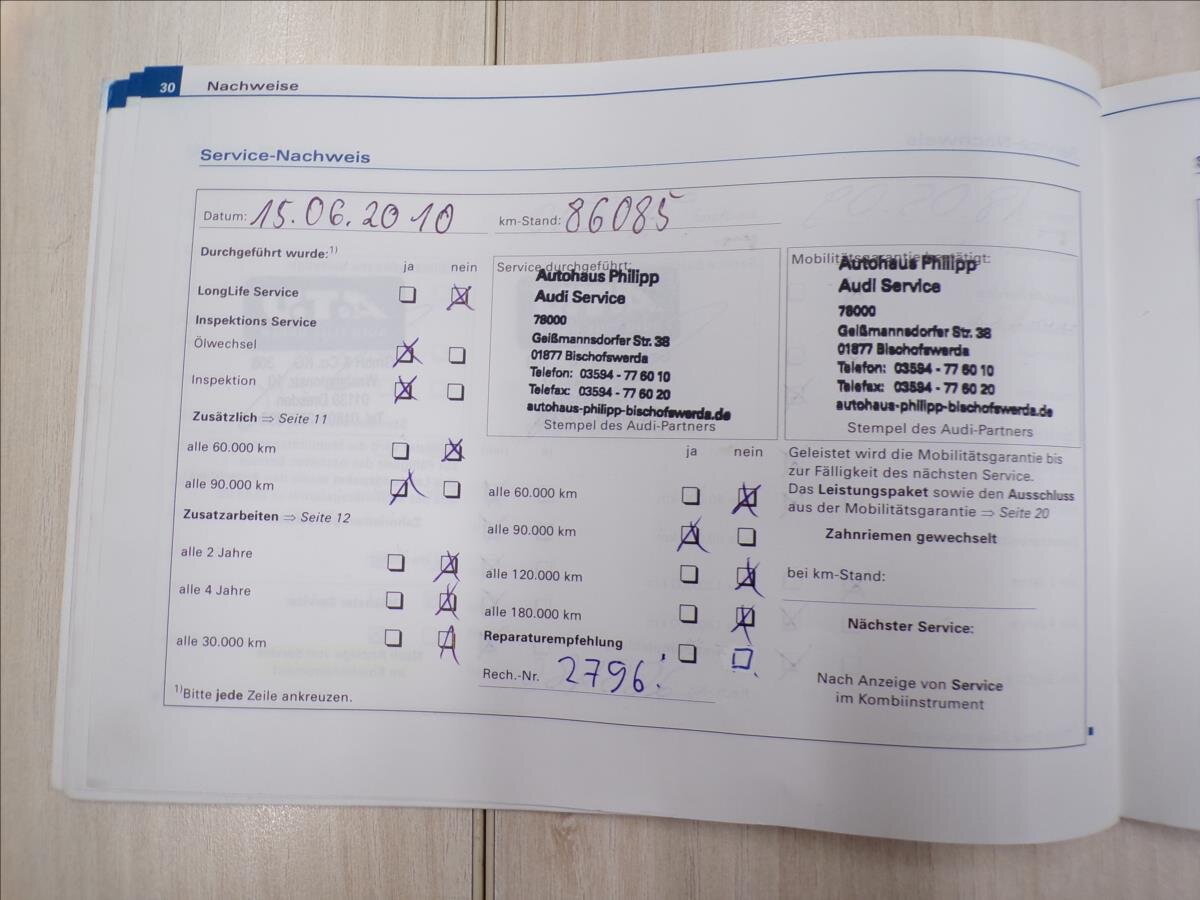 30 Nachweise
Service-Nachweis
Datum: 15.06.2010 km-Stand: 86085
Durchgeführt wurde:1)
ja nein
LongLife Service
Inspektions Service
Ölwechsel
Inspektion
Zusätzlich ⇒ Seite 11
alle 60.000 km
alle 90.000 km
Zusatzarbeiten ⇒ Seite 12
alle 2 Jahre
alle 4 Jahre
alle 30.000 km
1)Bitte jede Zeile ankreuzen.
Service durchgeführt:
Autohaus Philipp
Audi Service
78000
Geißmannsdorfer Str. 38
01877 Bischofswerda
Telefon: 03594 - 77 60 10
Telefax: 03594 - 77 60 20
autohaus-philipp-bischofswerda.de
Stempel des Audi-Partners
ja nein
alle 60.000 km
alle 90.000 km
alle 120.000 km
alle 180.000 km
Reparaturempfehlung
Rech.-Nr. 2796.
Mobilitätsgarantie bestätigt:
Autohaus Philipp
Audi Service
78000
Geißmannsdorfer Str. 38
01877 Bischofswerda
Telefon: 03594 - 77 60 10
Telefax: 03594 - 77 60 20
autohaus-philipp-bischofswerda.de
Stempel des Audi-Partners
Geleistet wird die Mobilitätsgarantie bis
zur Fälligkeit des nächsten Service.
Das Leistungspaket sowie den Ausschluss
aus der Mobilitätsgarantie ⇒ Seite 20
Zahnriemen gewechselt
bei km-Stand:
Nächster Service:
Nach Anzeige von Service
im Kombiinstrument